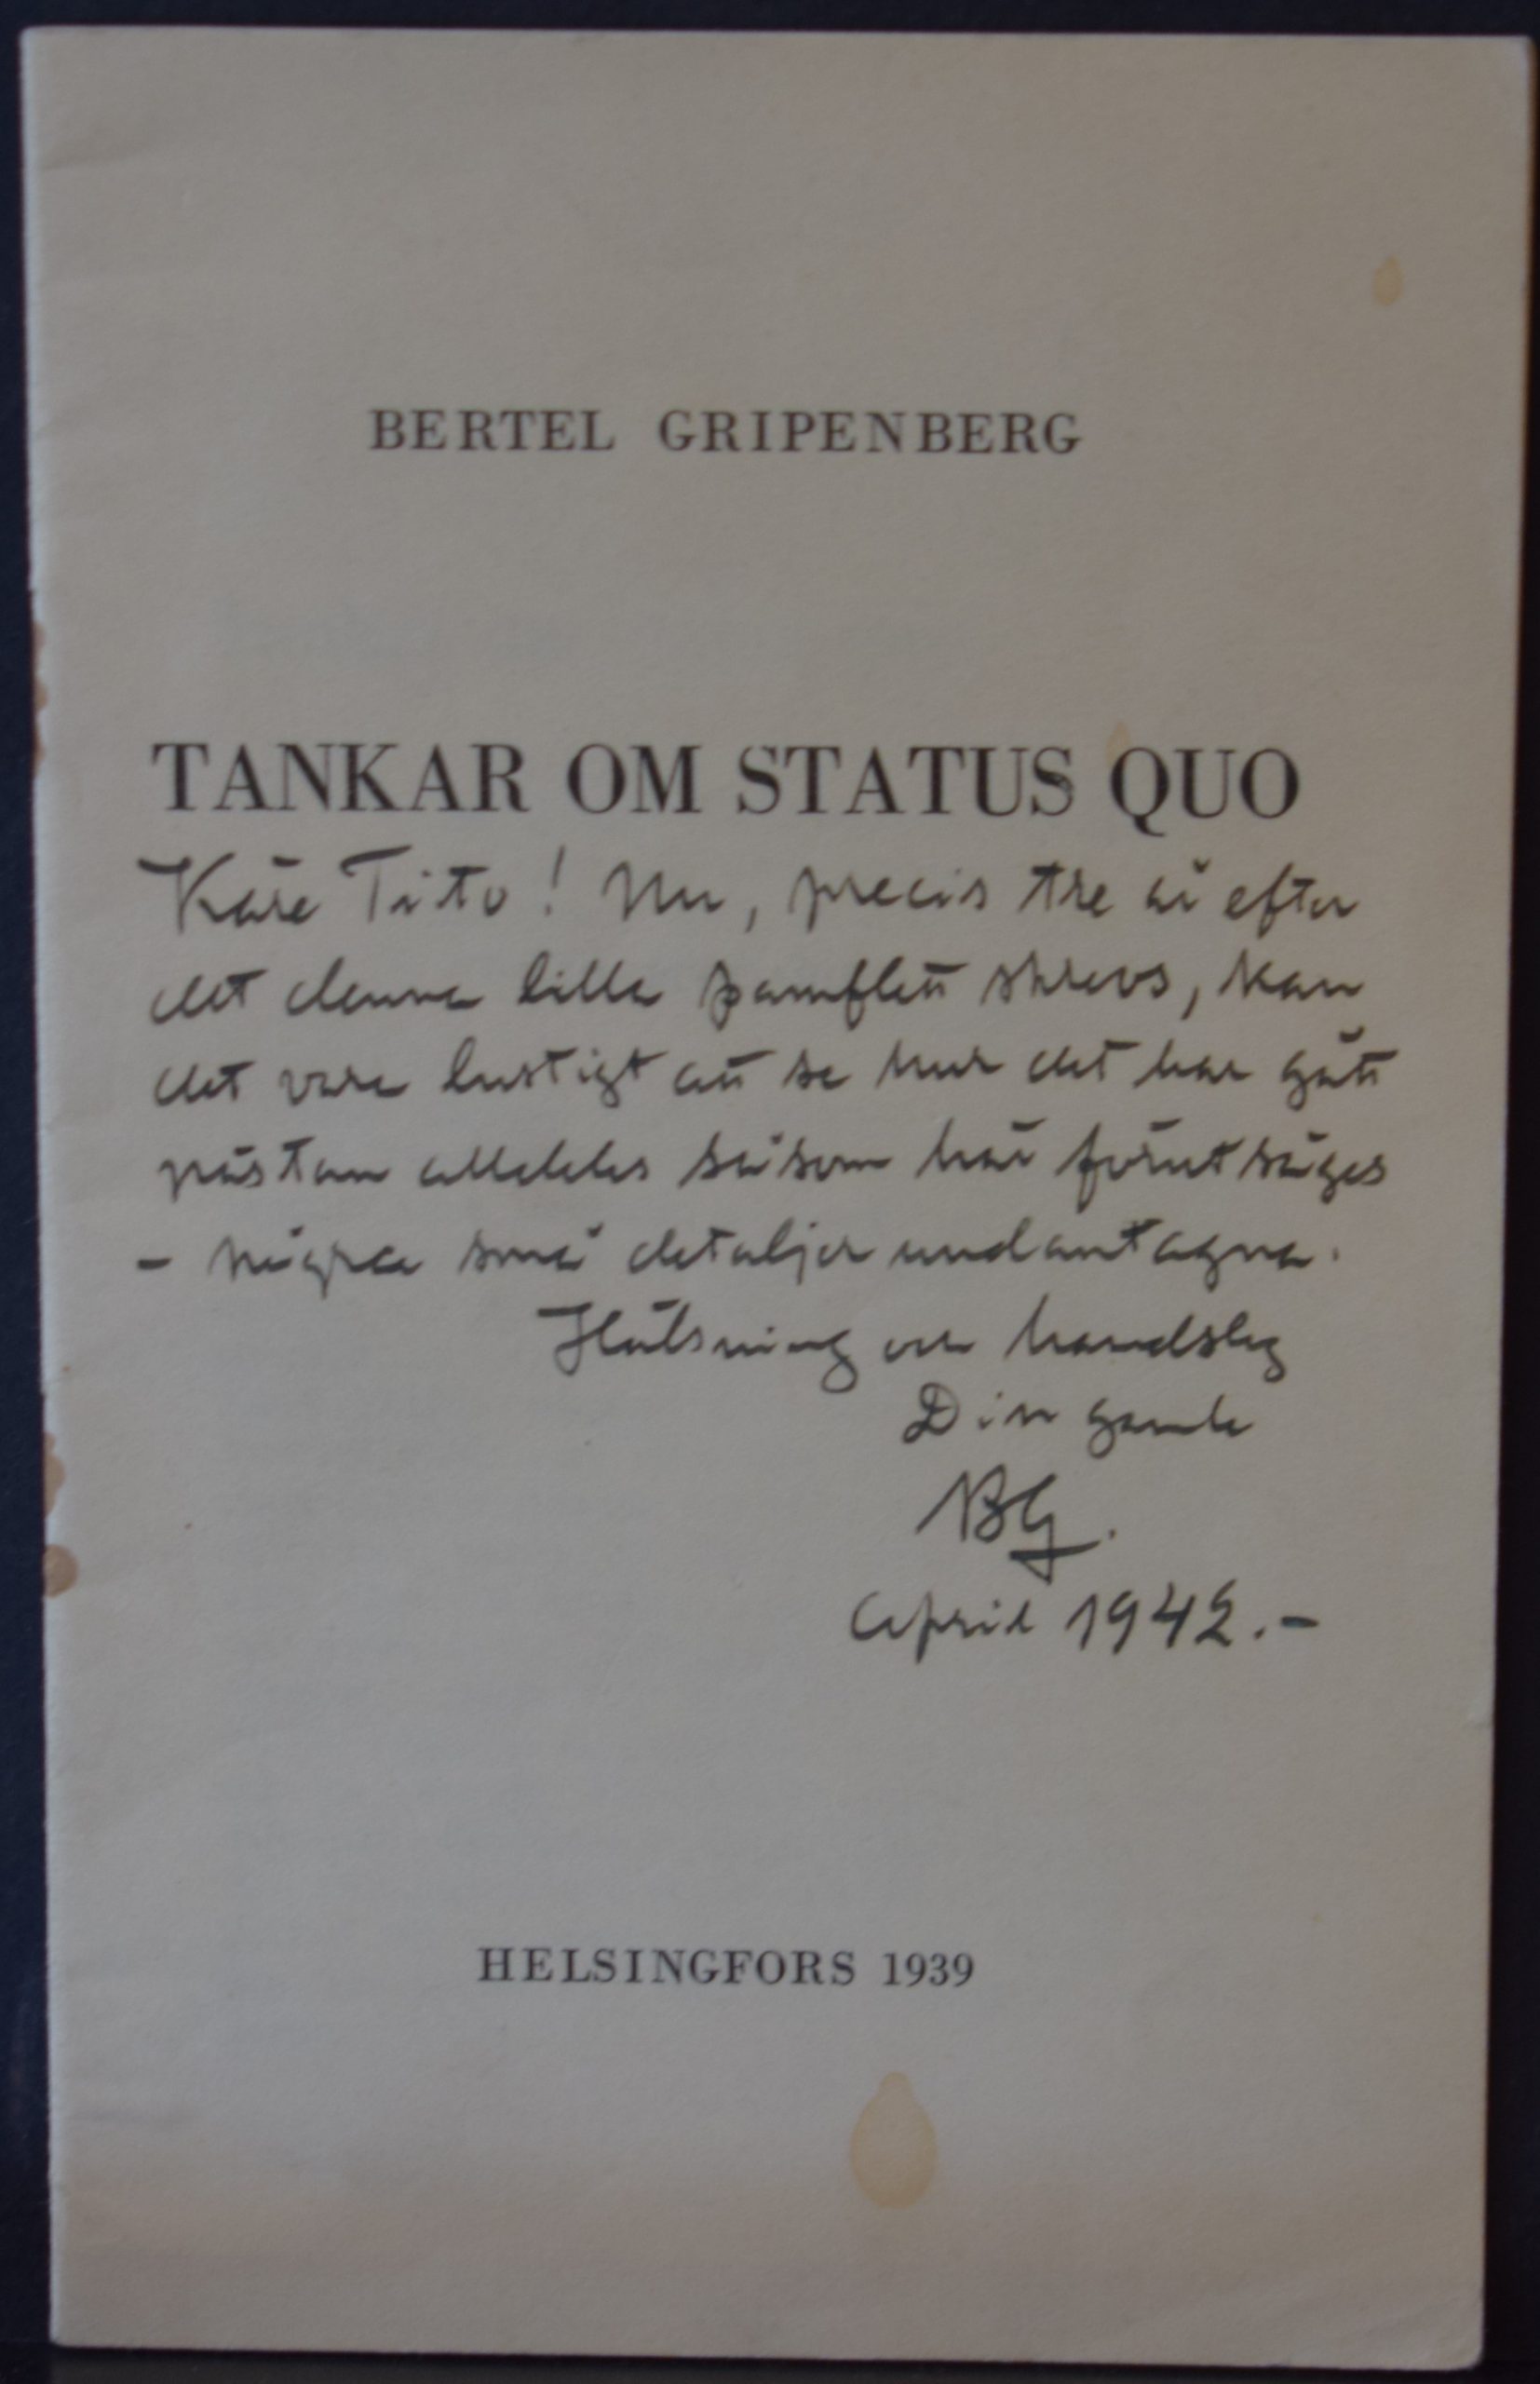 BERTEL GRIPENBERG
TANKAR OM STATUS QUO
Käre Tito! Nu, precis tre år efter
det denna lilla pamflett skrevs, kan
det vara lustigt att se hur det har gått
nästan alldeles såsom här förutsäges
- några små detaljer undantagna.
Hälsning och handslag
Din gamle
BG.
April 1942.-
HELSINGFORS 1939